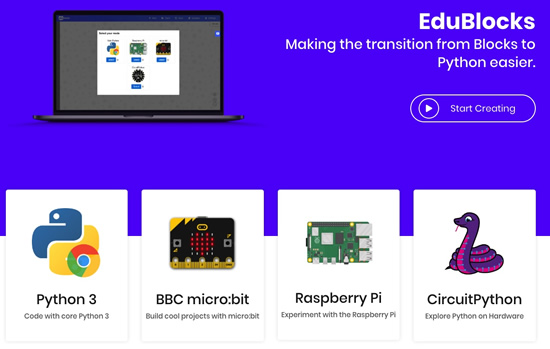 EduBlocks
Making the transition from Blocks to
Python easier.
Start Creating
Python 3
Code with core Python 3
BBC micro:bit
Build cool projects with micro:bit
Raspberry Pi
Experiment with the Raspberry Pi
CircuitPython
Explore Python on Hardware